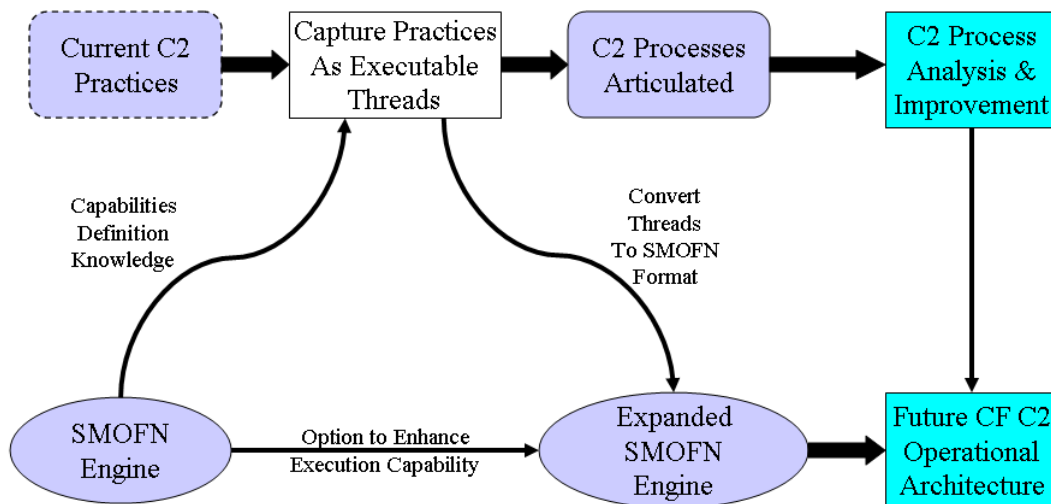 Current C2
Practices
Capture Practices
As Executable
Threads
C2 Processes
Articulated
C2 Process
Analysis &
Improvement
Capabilities
Definition
Knowledge
Convert
Threads
To SMOFN
Format
SMOFN
Engine
Option to Enhance
Execution Capability
Expanded
SMOFN
Engine
Future CF C2
Operational
Architecture